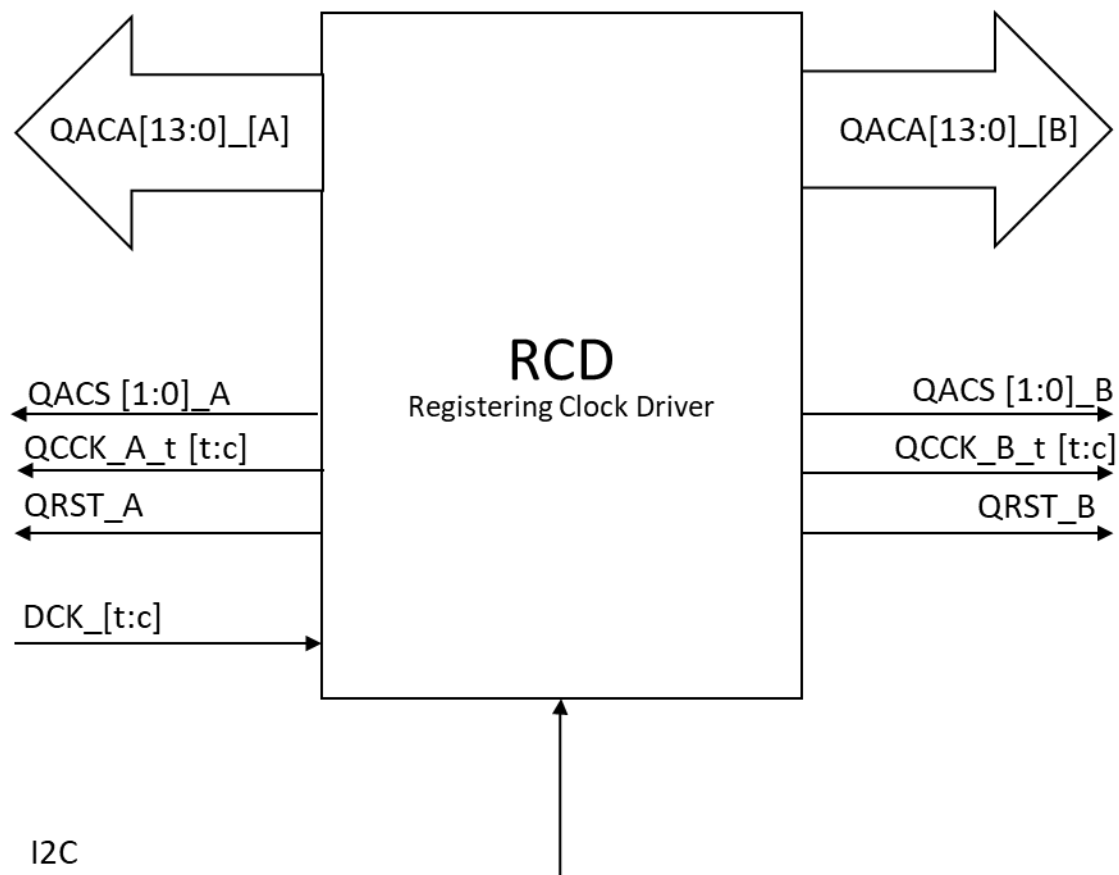 QACA[13:0]_[A]
QACA[13:0]_[B]
RCD
Registering Clock Driver
QACS [1:0]_A
QACS [1:0]_B
QCCK_A_t [t:c]
QCCK_B_t [t:c]
QRST_A
QRST_B
DCK_[t:c]
I2C